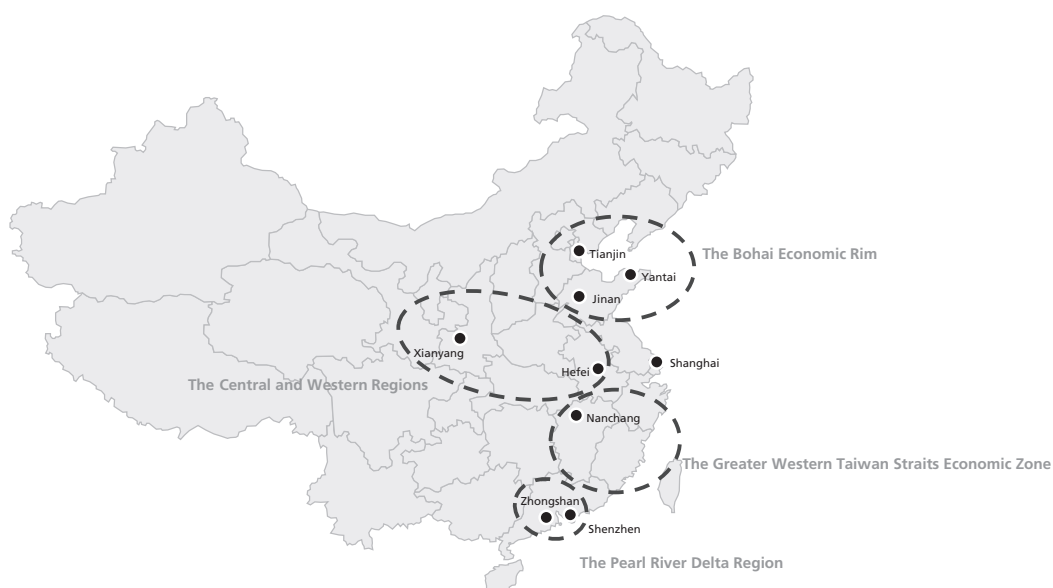 Tianjin
The Bohai Economic Rim
Yantai
Jinan
Xianyang
Shanghai
Hefei
The Central and Western Regions
Nanchang
The Greater Western Taiwan Straits Economic Zone
Zhongshan
Shenzhen
The Pearl River Delta Region